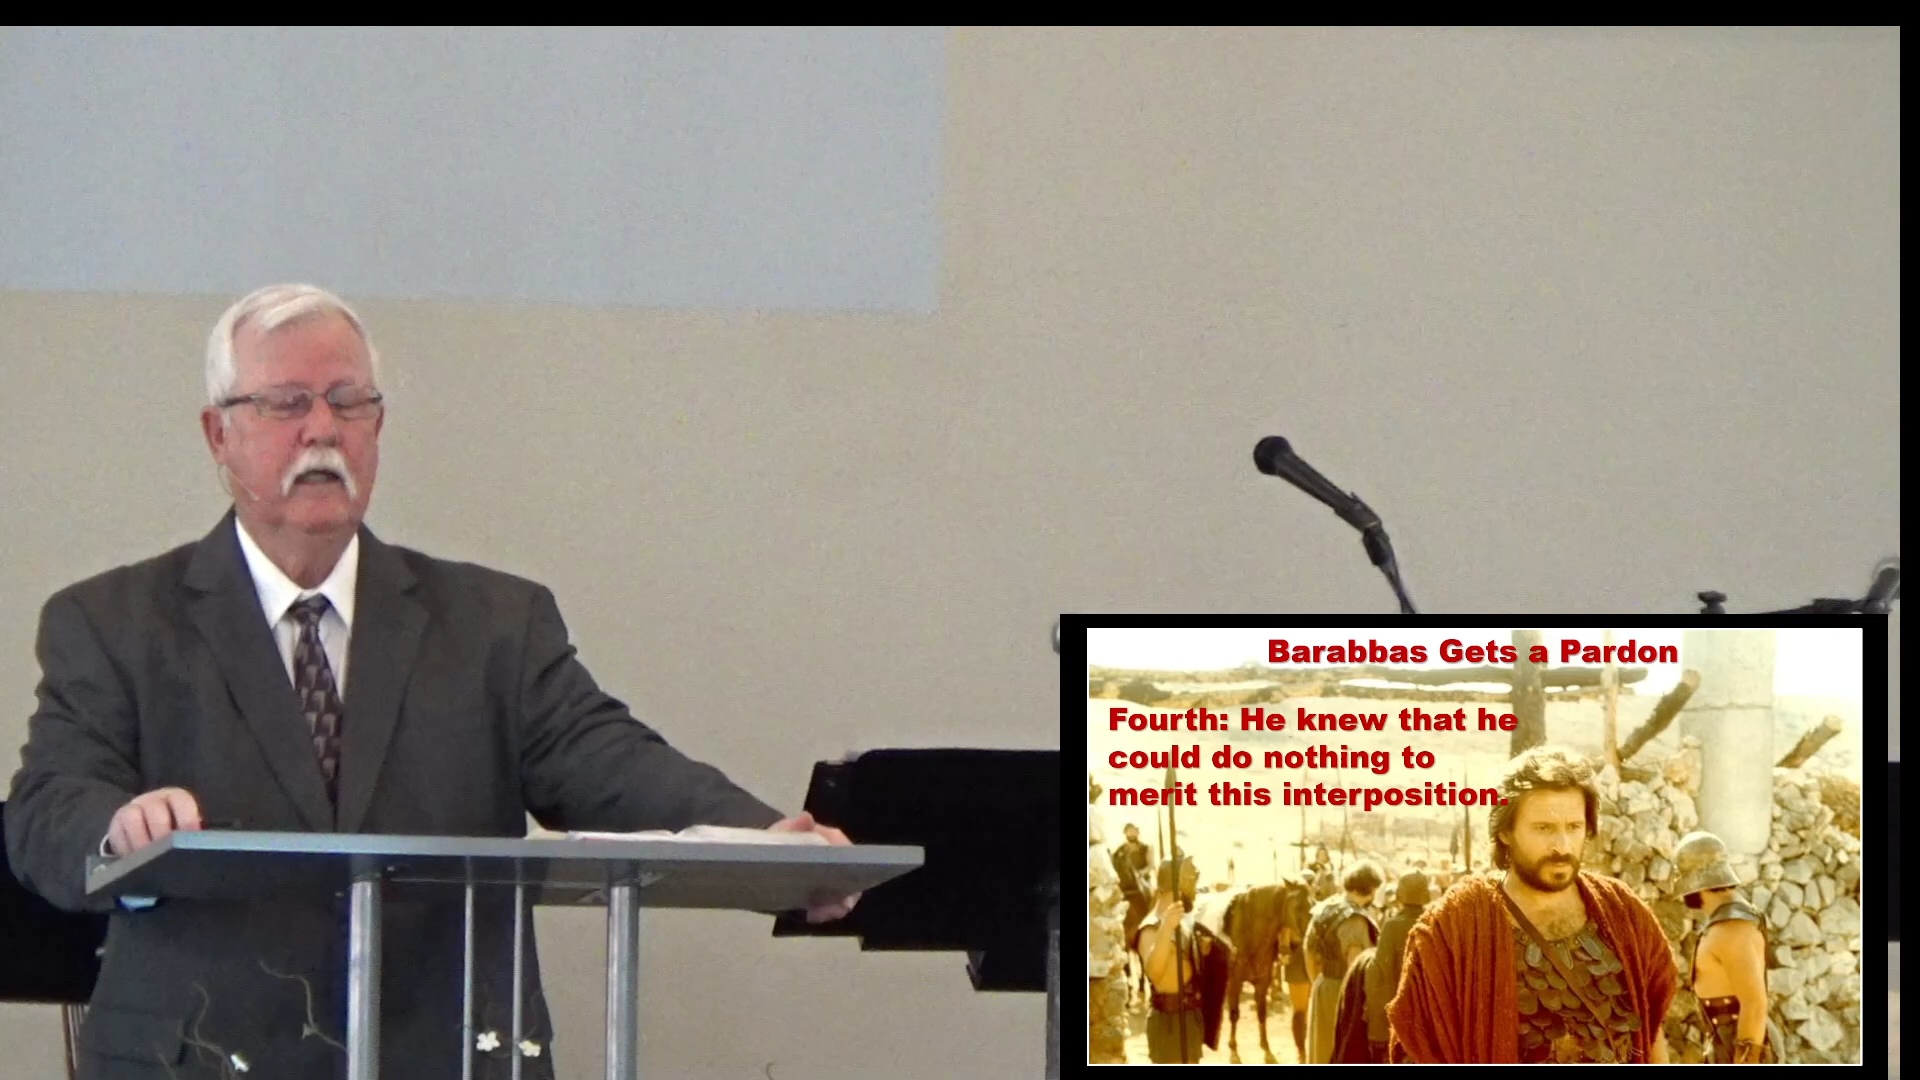 Barabbas Gets a Pardon
Fourth: He knew that he
could do nothing to
merit this interposition.